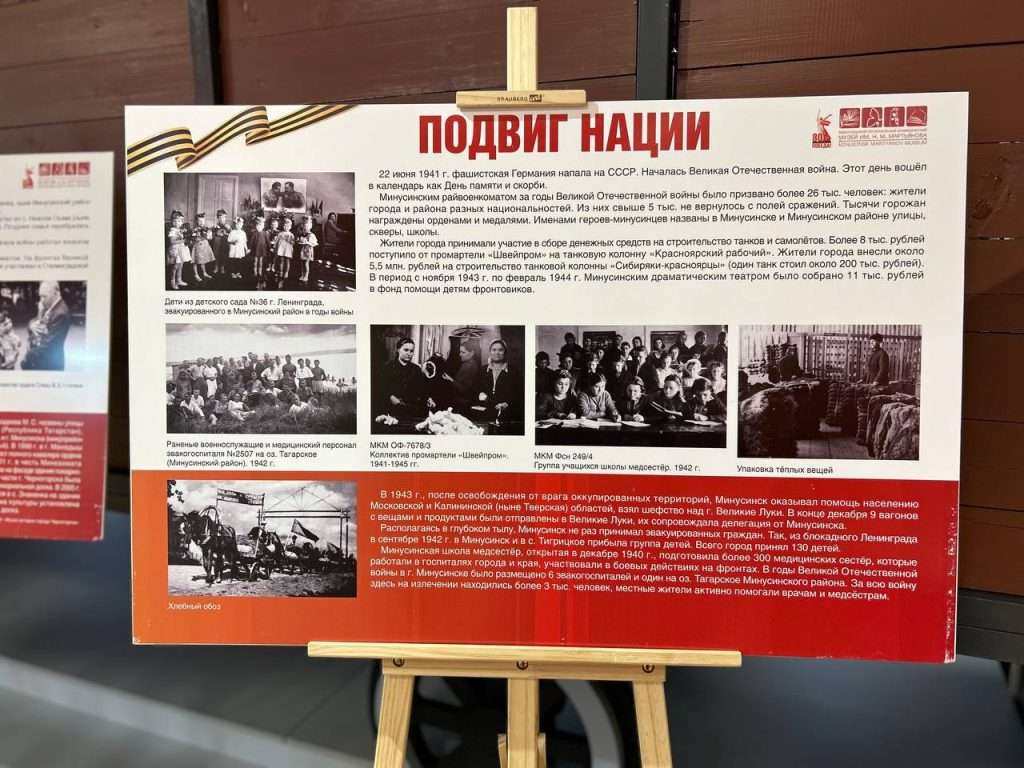 BRAUBERG
ПОДВИГ НАЦИИ
МУЗЕЙ ИМ. Н. М. МАРТЬЯНОВА
MINUSINSK MARTYANOV MUSEUM
22 июня 1941 г. фашистская Германия напала на СССР. Началась Великая Отечественная война. Этот день вошёл
в календарь как День памяти и скорби.
Минусинским райвоенкоматом за годы Великой Отечественной войны было призвано более 26 тыс. человек: жители
города и района разных национальностей. Из них свыше 5 тыс. не вернулось с полей сражений. Тысячи горожан
награждены орденами и медалями. Именами героев-минусинцев названы в Минусинске и Минусинском районе улицы,
скверы, школы.
Жители города принимали участие в сборе денежных средств на строительство танков и самолётов. Более 8 тыс. рублей
поступило от промартели «Швейпром» на танковую колонну «Красноярский рабочий». Жители города внесли около
5,5 млн. рублей на строительство танковой колонны «Сибиряки-красноярцы» (один танк стоил около 200 тыс. рублей).
В период с ноября 1943 г. по февраль 1944 г. Минусинским драматическим театром было собрано 11 тыс. рублей
в фонд помощи детям фронтовиков.
Дети из детского сада №36 г. Ленинграда,
эвакуированного в Минусинский район в годы войны
Раненые военнослужащие и медицинский персонал
эвакогоспиталя №2507 на оз. Тагарское
(Минусинский район). 1942 г.
МКМ ОФ-7678/3
Коллектив промартели «Швейпром».
1941-1945 гг.
МКМ Фсн 249/4
Группа учащихся школы медсестёр. 1942 г.
Упаковка тёплых вещей
Хлебный обоз
В 1943 г., после освобождения от врага оккупированных территорий, Минусинск оказывал помощь населению
Московской и Калининской (ныне Тверская) областей, взял шефство над г. Великие Луки. В конце декабря 9 вагонов
с вещами и продуктами были отправлены в Великие Луки, их сопровождала делегация от Минусинска.
Располагаясь в глубоком тылу, Минусинск не раз принимал эвакуированных граждан. Так, из блокадного Ленинграда
в сентябре 1942 г. в Минусинск и в с. Тигрицкое прибыла группа детей. Всего город принял 130 детей.
Минусинская школа медсестёр, открытая в декабре 1940 г., подготовила более 300 медицинских сестёр, которые
работали в госпиталях города и края, участвовали в боевых действиях на фронтах. В годы Великой Отечественной
войны в г. Минусинске было размещено 6 эвакогоспиталей и один на оз. Тагарское Минусинского района. За всю войну
здесь на излечении находились более 3 тыс. человек, местные жители активно помогали врачам и медсёстрам.